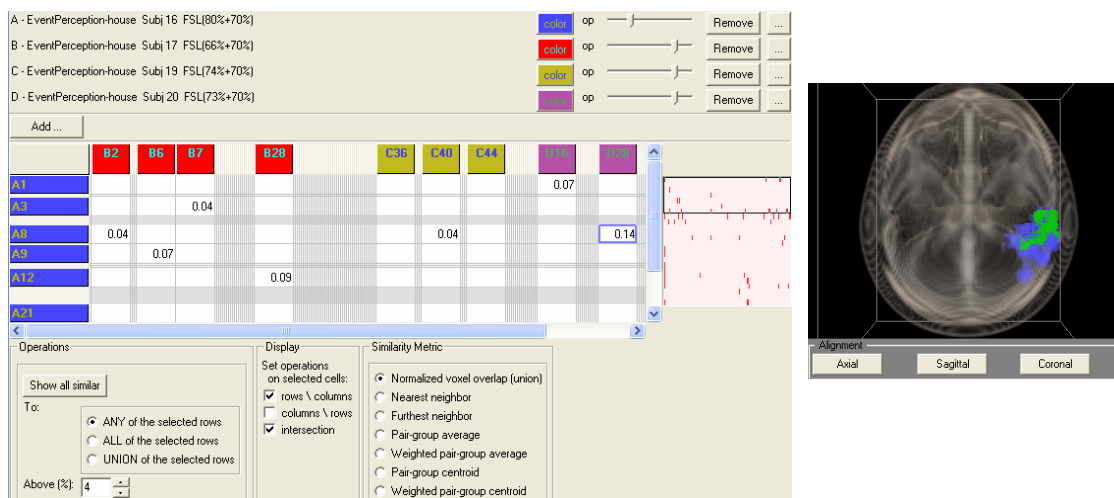 A - EventPerception-house Subj 16 FSL(80%+70%) color op Remove ...
B - EventPerception-house Subj 17 FSL(66%+70%) color op Remove ...
C - EventPerception-house Subj 19 FSL(74%+70%) color op Remove ...
D - EventPerception-house Subj 20 FSL(73%+70%) color op Remove ...
Add ...
B2 B6 B7 B28 C36 C40 C44 D16 D28
A1 0.07
A3 0.04
A8 0.04 0.04 0.14
A9 0.07
A12 0.09
A21
Operations
Show all similar
To:
ANY of the selected rows
ALL of the selected rows
UNION of the selected rows
Above (%): 4
Display
Set operations
on selected cells:
rows \ columns
columns \ rows
intersection
Similarity Metric
Normalized voxel overlap (union)
Nearest neighbor
Furthest neighbor
Pair-group average
Weighted pair-group average
Pair-group centroid
Weighted pair-group centroid
Alignment
Axial Sagittal Coronal